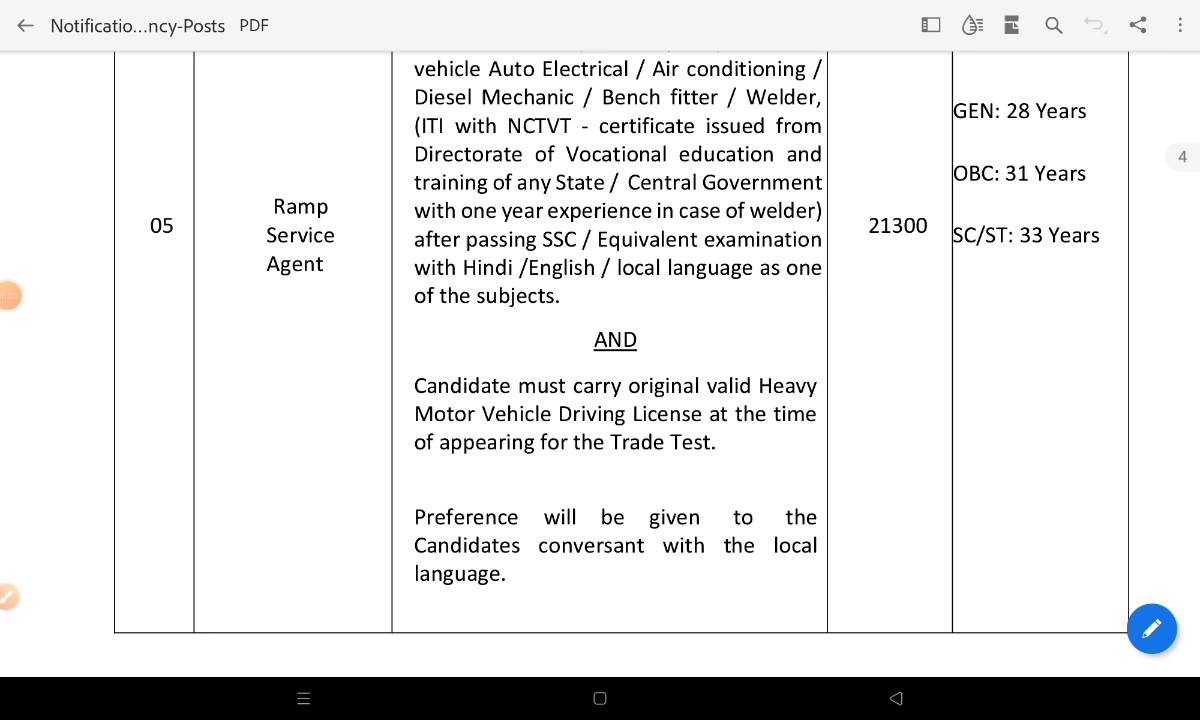 Notificatio...ncy-Posts PDF
4
05
Ramp
Service
Agent
vehicle Auto Electrical / Air conditioning /
Diesel Mechanic / Bench fitter / Welder,
(ITI with NCTVT - certificate issued from
Directorate of Vocational education and
training of any State / Central Government
with one year experience in case of welder)
after passing SSC / Equivalent examination
with Hindi /English / local language as one
of the subjects.
AND
Candidate must carry original valid Heavy
Motor Vehicle Driving License at the time
of appearing for the Trade Test.
Preference will be given to the
Candidates conversant with the local
language.
21300
GEN: 28 Years
OBC: 31 Years
SC/ST: 33 Years